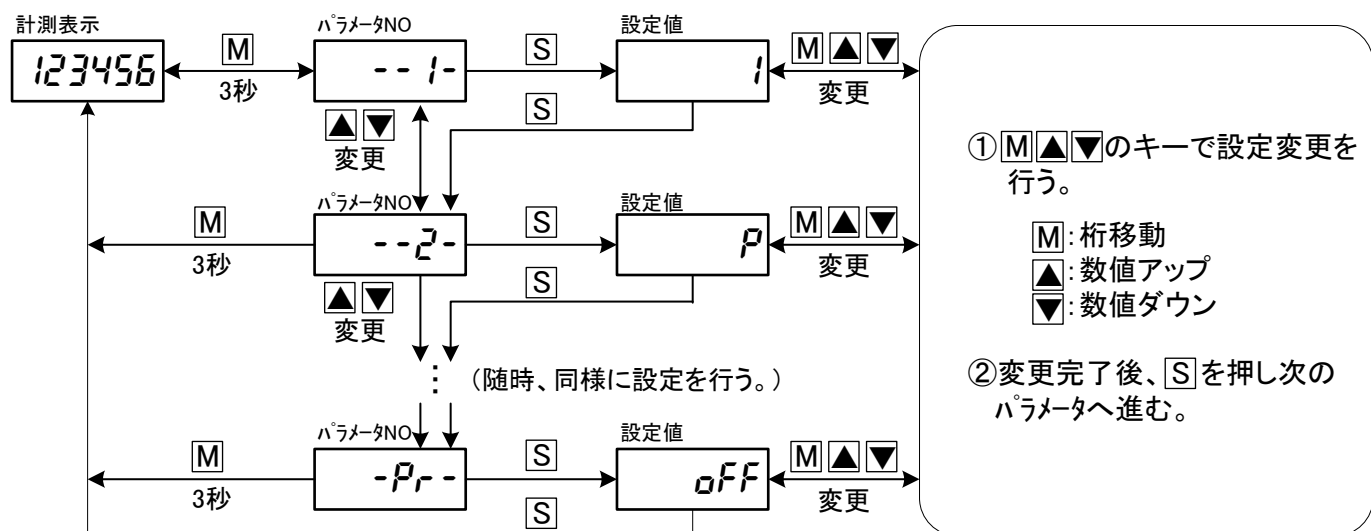 計測表示
123456
M
3秒
パラメータNO
--1-
S
設定値
1
M▲▼
変更
S
▲▼
変更
パラメータNO
--2-
M
3秒
S
設定値
P
M▲▼
変更
S
▲▼
変更
⋮ (随時、同様に設定を行う。)
パラメータNO
-Pr-
M
3秒
S
設定値
oFF
M▲▼
変更
S
①M▲▼のキーで設定変更を
行う。
M:桁移動
▲:数値アップ
▼:数値ダウン
②変更完了後、Sを押し次の
パラメータへ進む。